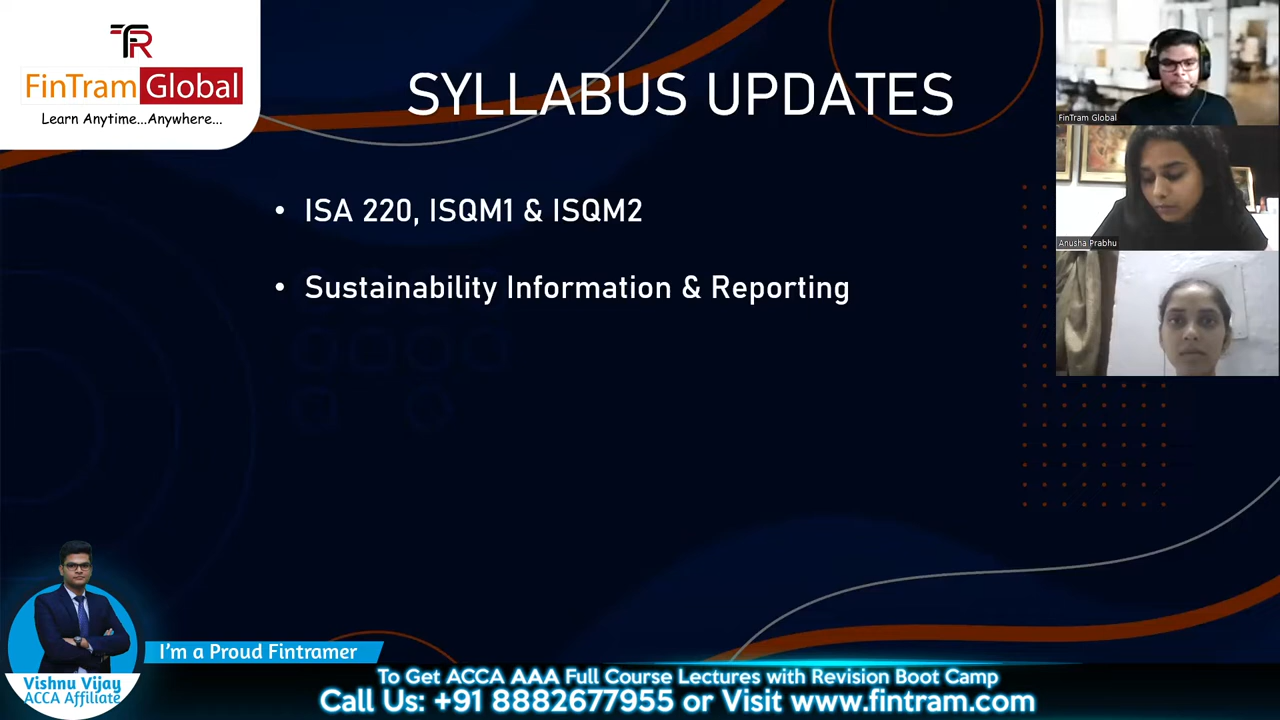 FR
FinTram Global
Learn Anytime...Anywhere...
SYLLABUS UPDATES
• ISA 220, ISQM1 & ISQM2
• Sustainability Information & Reporting
FinTram Global
Anusha Prabhu
I'm a Proud Fintramer
Vishnu Vijay
ACCA Affiliate
To Get ACCA AAA Full Course Lectures with Revision Boot Camp
Call Us: +91 8882677955 or Visit www.fintram.com